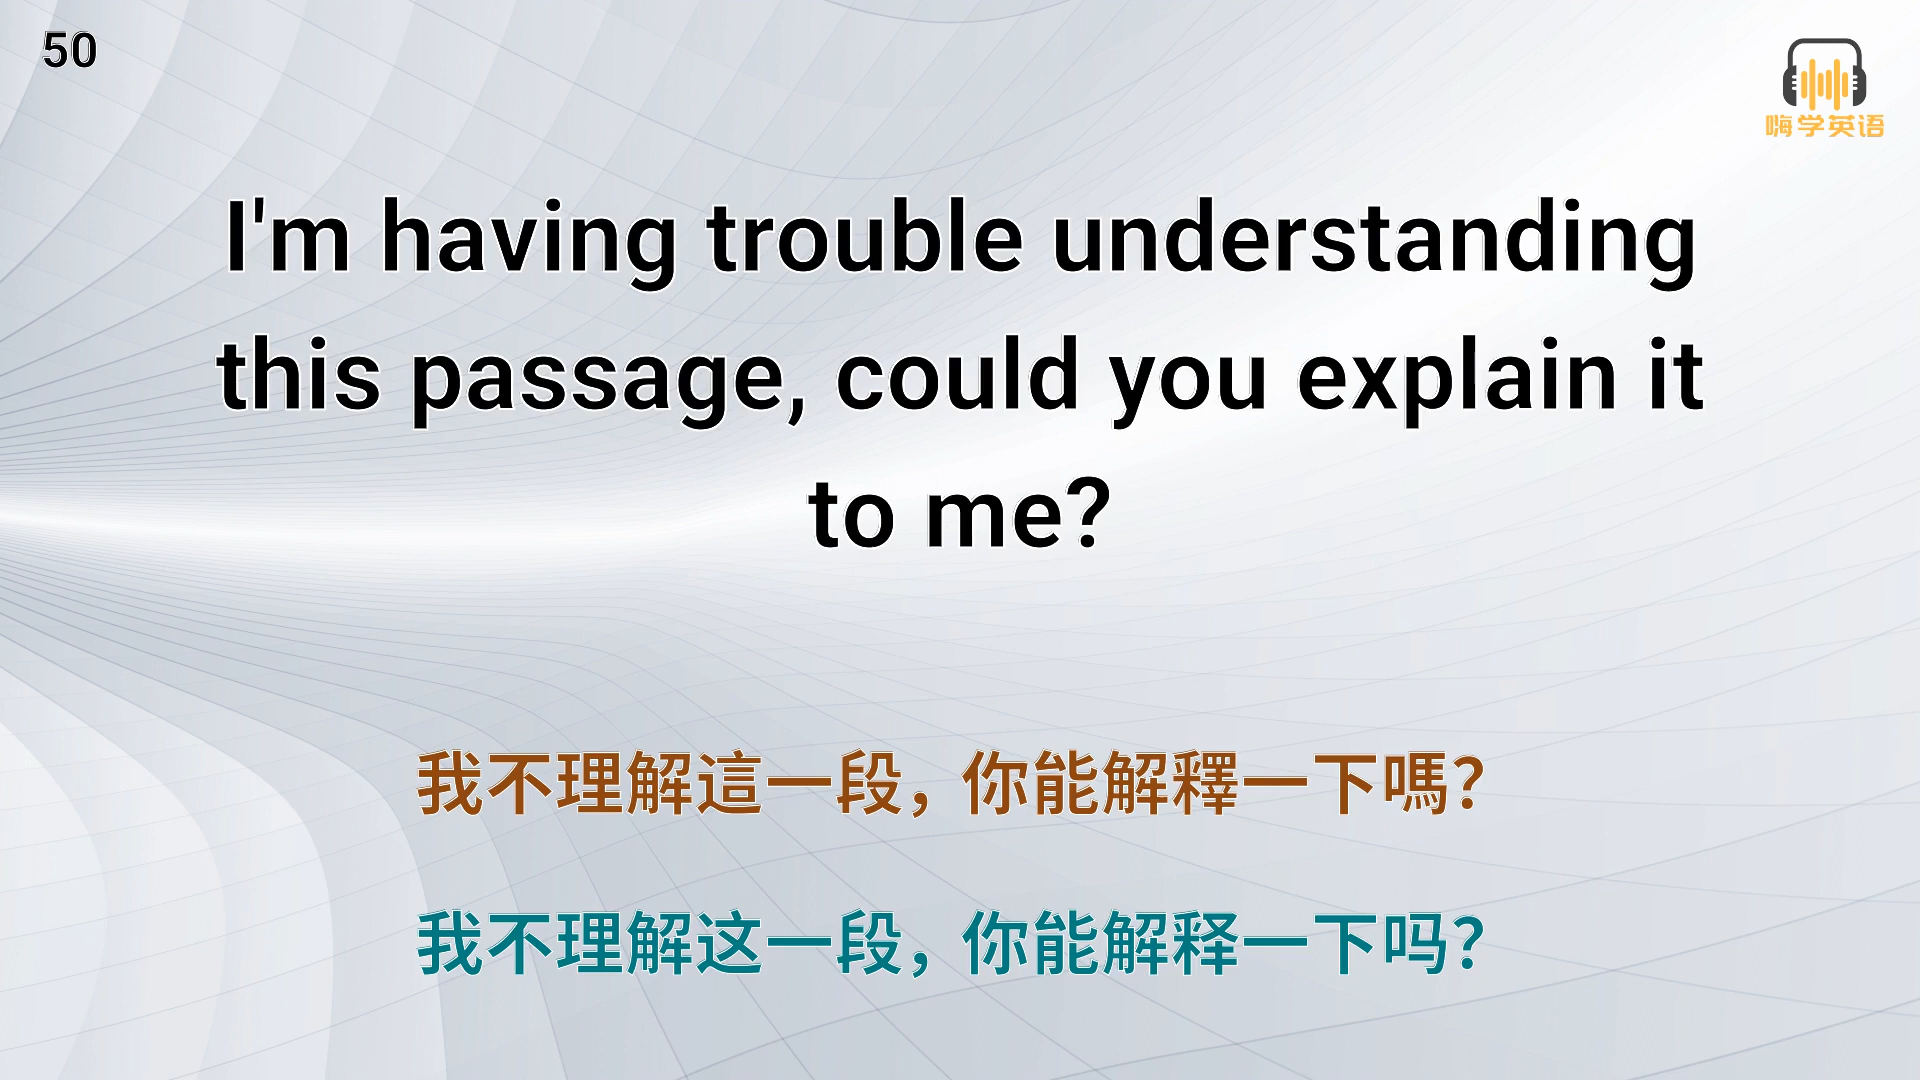 50
嗨学英语
I'm having trouble understanding
this passage, could you explain it
to me?
我不理解這一段，你能解釋一下嗎？
我不理解这一段，你能解释一下吗？